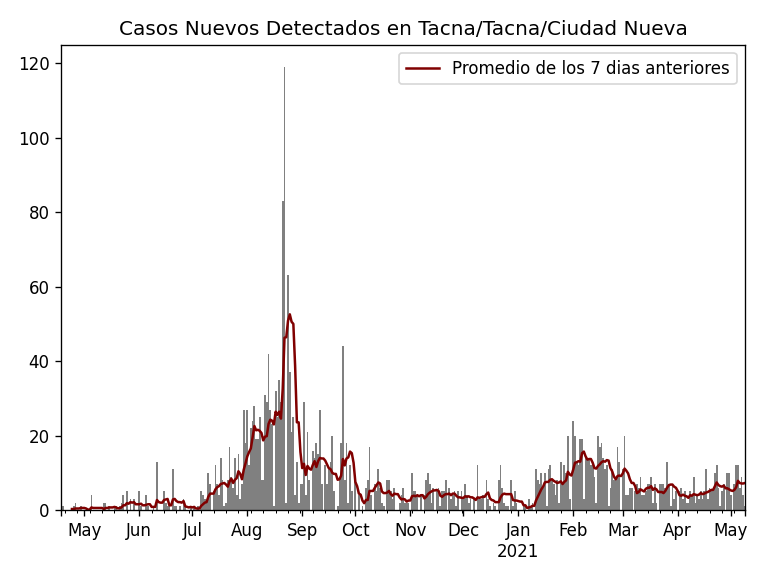 Casos Nuevos Detectados en Tacna/Tacna/Ciudad Nueva
Promedio de los 7 dias anteriores
120
100
80
60
40
20
0
May Jun Jul Aug Sep Oct Nov Dec Jan Feb Mar Apr May
2021